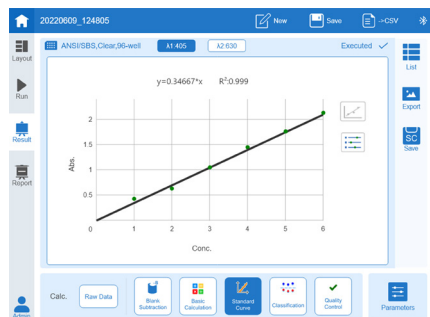 20220609_124805
New
Save
->CSV
Layout
Run
Result
Report
Admin
ANSI/SBS,Clear,96-well
λ1:405
λ2:630
Executed
y=0.34667*x R²:0.999
Abs.
2
1.5
1
0.5
0 1 2 3 4 5 6
Conc.
List
Export
SC
Save
Calc.
Raw Data
Blank
Subtraction
Basic
Calculation
Standard
Curve
Classification
Quality
Control
Parameters